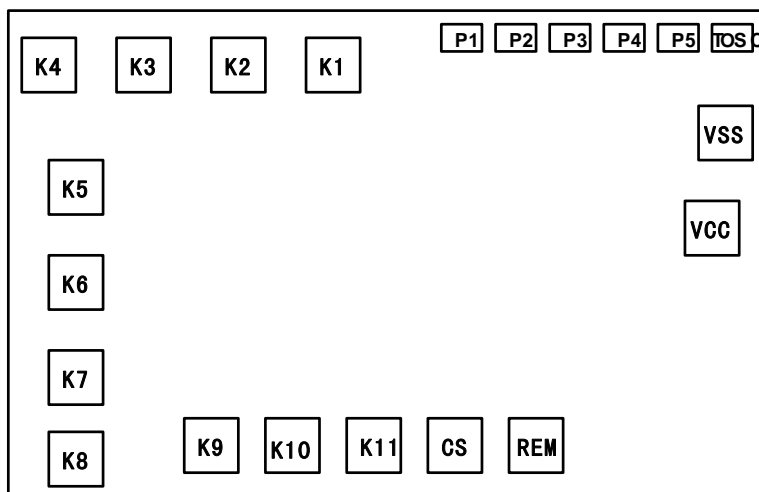 K4 K3 K2 K1 P1 P2 P3 P4 P5 TOSC
VSS
K5
VCC
K6
K7
K8 K9 K10 K11 CS REM